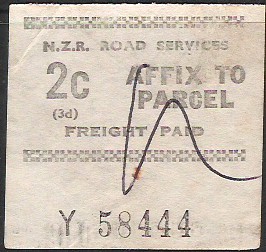 N.Z.R. ROAD SERVICES
2c AFFIX TO
(3d) PARCEL
FREIGHT PAID
Y 58444